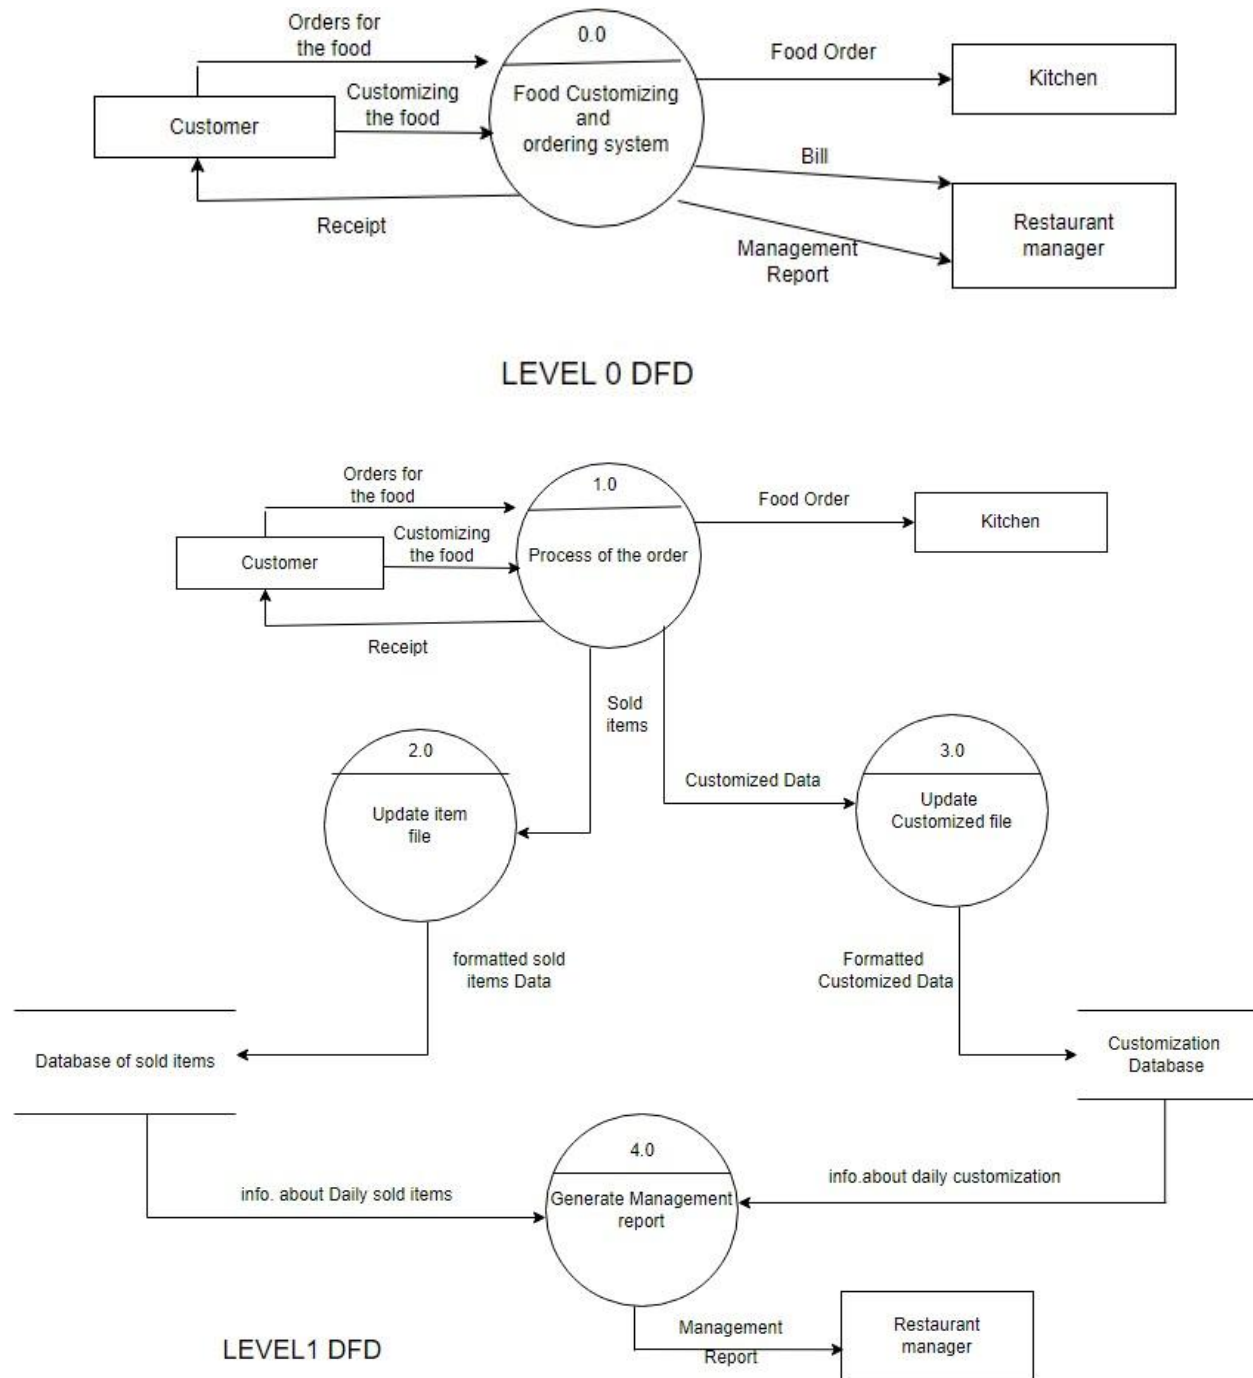 Orders for
the food
0.0
Food Order
Kitchen
Customizing
the food
Food Customizing
and
ordering system
Customer
Bill
Receipt
Restaurant
manager
Management
Report
LEVEL 0 DFD
Orders for
the food
1.0
Food Order
Kitchen
Customizing
the food
Process of the order
Customer
Receipt
Sold
items
2.0
Update item
file
Customized Data
3.0
Update
Customized file
formatted sold
items Data
Formatted
Customized Data
Database of sold items
Customization
Database
4.0
Generate Management
report
info. about Daily sold items
info.about daily customization
Management
Report
Restaurant
manager
LEVEL1 DFD